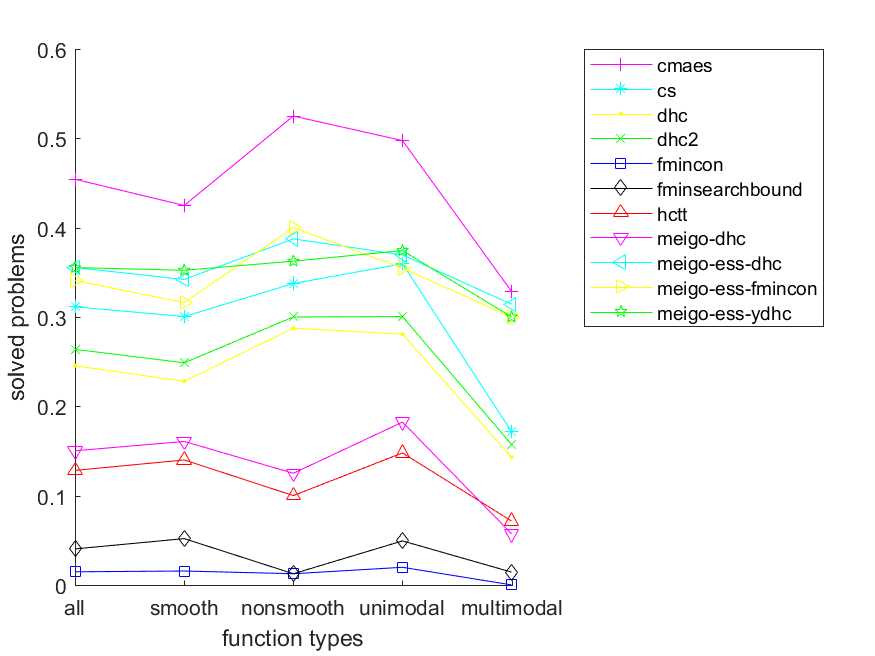 0.6
0.5
0.4
0.3
0.2
0.1
0
solved problems
all smooth nonsmooth unimodal multimodal
function types
cmaes
cs
dhc
dhc2
fmincon
fminsearchbound
hctt
meigo-dhc
meigo-ess-dhc
meigo-ess-fmincon
meigo-ess-ydhc